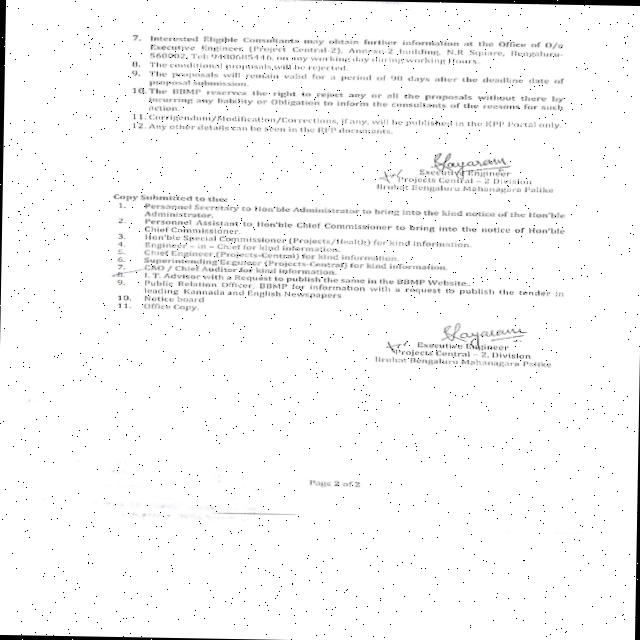 7. Interested Eligible Consultants may obtain further information at the Office of O/o
Executive Engineer, (Project Central-2), Annexe-2 building, N.R Square, Bengaluru-
560002, Tel: on any working day during working Hours.
8. The conditional proposals will be rejected.
9. The proposals will remain valid for a period of 90 days after the deadline date of
proposal submission.
10. The BBMP reserves the right to reject any or all the proposals without there by
incurring any liability or Obligation to inform the consultants of the reasons for such
action.
11. Corrigendum/Modification/Corrections, if any, will be published in the KPP Portal only.
12. Any other details can be seen in the RFP documents.
Executive Engineer
Projects Central – 2 Division
Bruhat Bengaluru Mahanagara Palike
Copy Submitted to the:
1. Personnel Secretary to Hon'ble Administrator to bring into the kind notice of the Hon'ble
Administrator.
2. Personnel Assistant to Hon'ble Chief Commissioner to bring into the notice of Hon'ble
Chief Commissioner.
3. Hon'ble Special Commissioner (Projects/Health) for kind information.
4. Engineer – in – Chief for kind information.
5. Chief Engineer,(Projects-Central) for kind information.
6. Superintending Engineer (Projects-Central) for kind information.
7. CAO / Chief Auditor for kind information.
8. I. T. Advisor with a Request to publish the same in the BBMP Website.
9. Public Relation Officer, BBMP for information with a request to publish the tender in
leading Kannada and English Newspapers
10. Notice board
11. Office Copy.
Executive Engineer
Projects Central – 2, Division
Bruhat Bengaluru Mahanagara Palike
Page 2 of 2